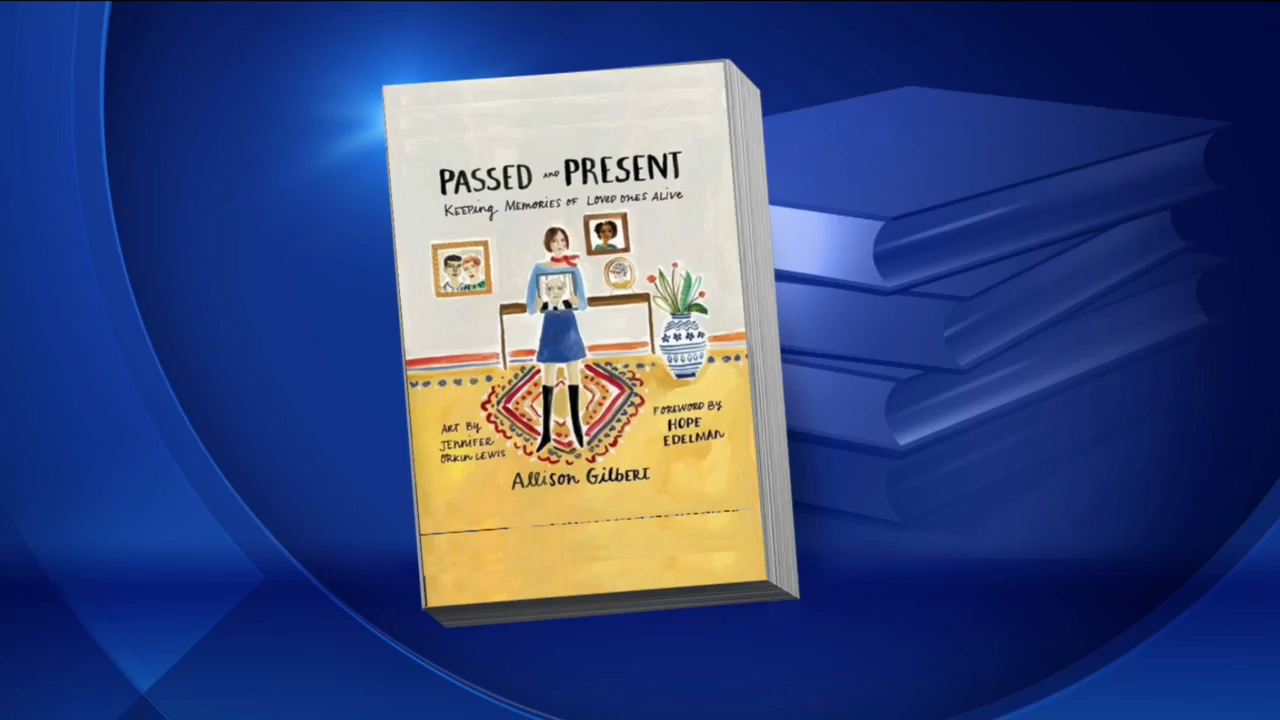 PASSED AND PRESENT
KEEPING MEMORIES OF LOVED ONES ALIVE
ART BY
JENNIFER
ORKIN LEWIS
FOREWORD BY
HOPE
EDELMAN
ALLISON GILBERT